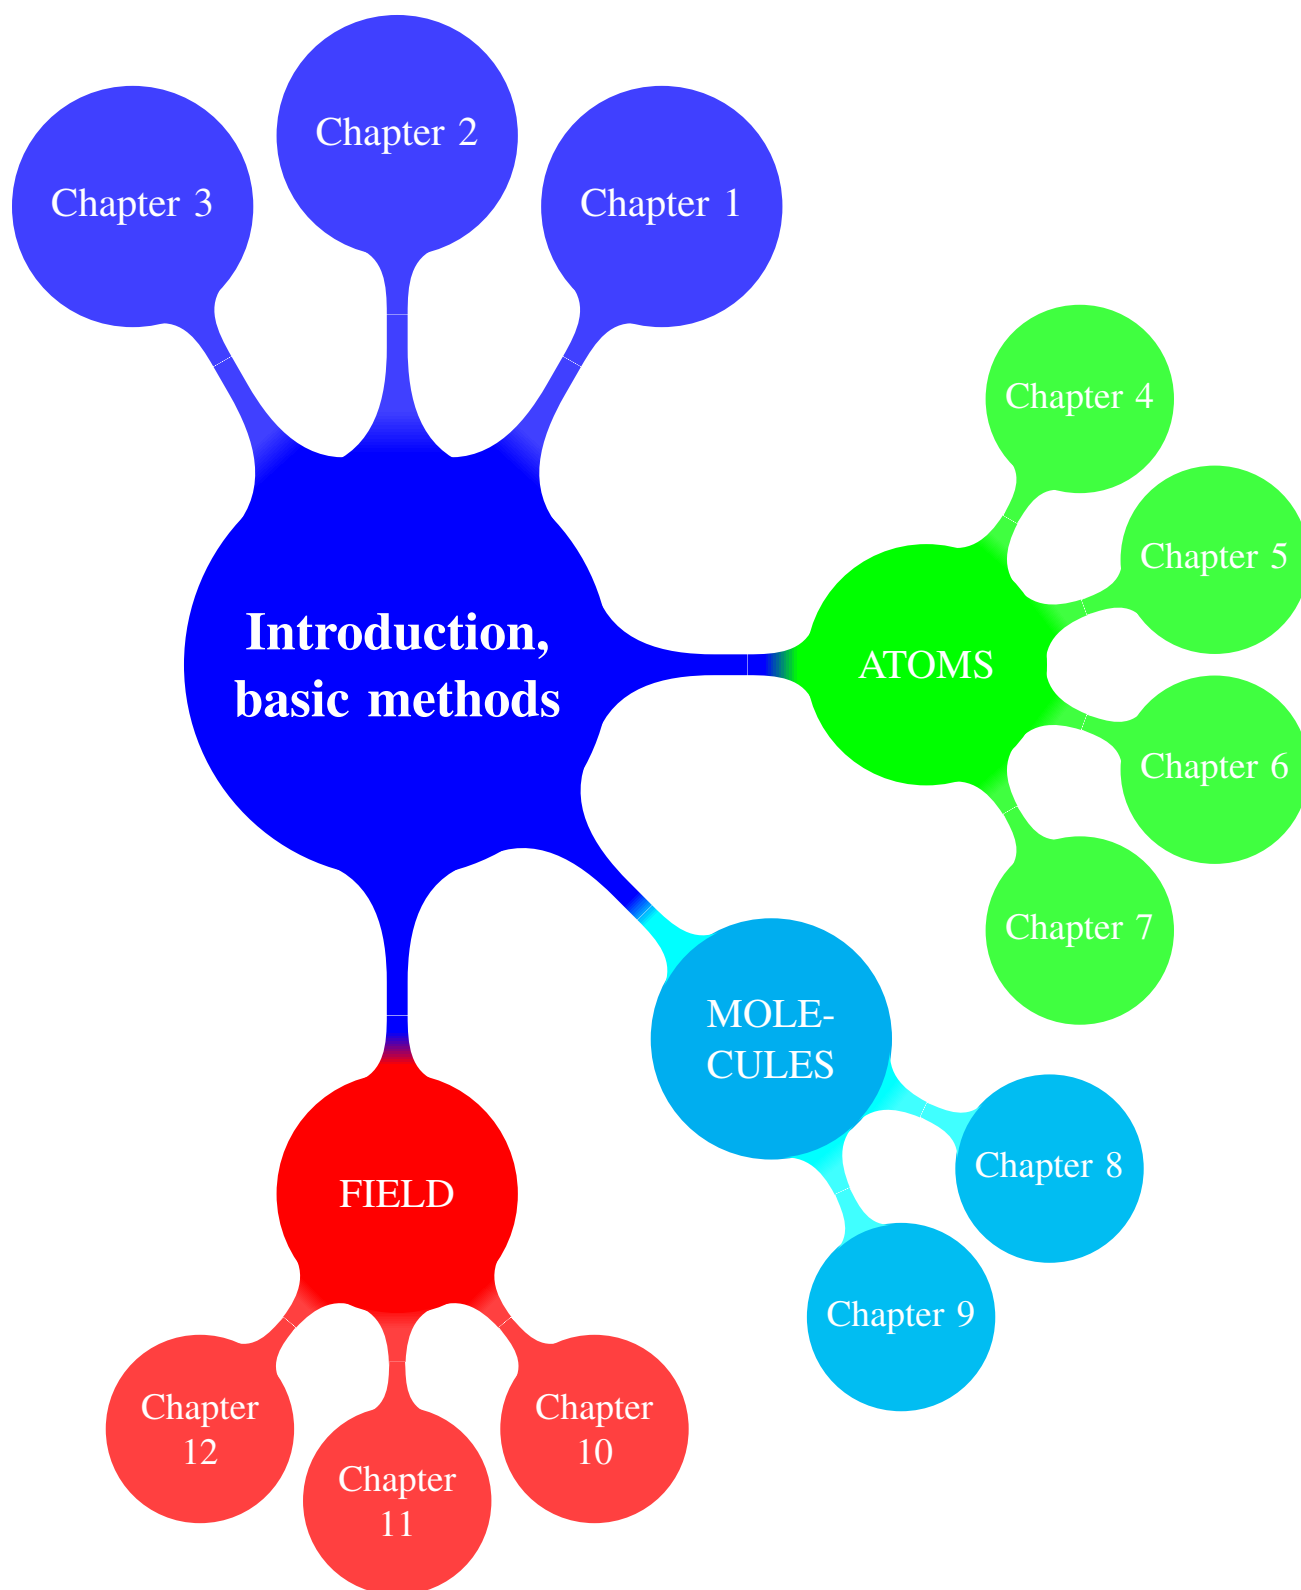 Chapter 3
Chapter 2
Chapter 1
Introduction,
basic methods
ATOMS
Chapter 4
Chapter 5
Chapter 6
Chapter 7
MOLE-
CULES
Chapter 8
Chapter 9
FIELD
Chapter
12
Chapter
11
Chapter
10